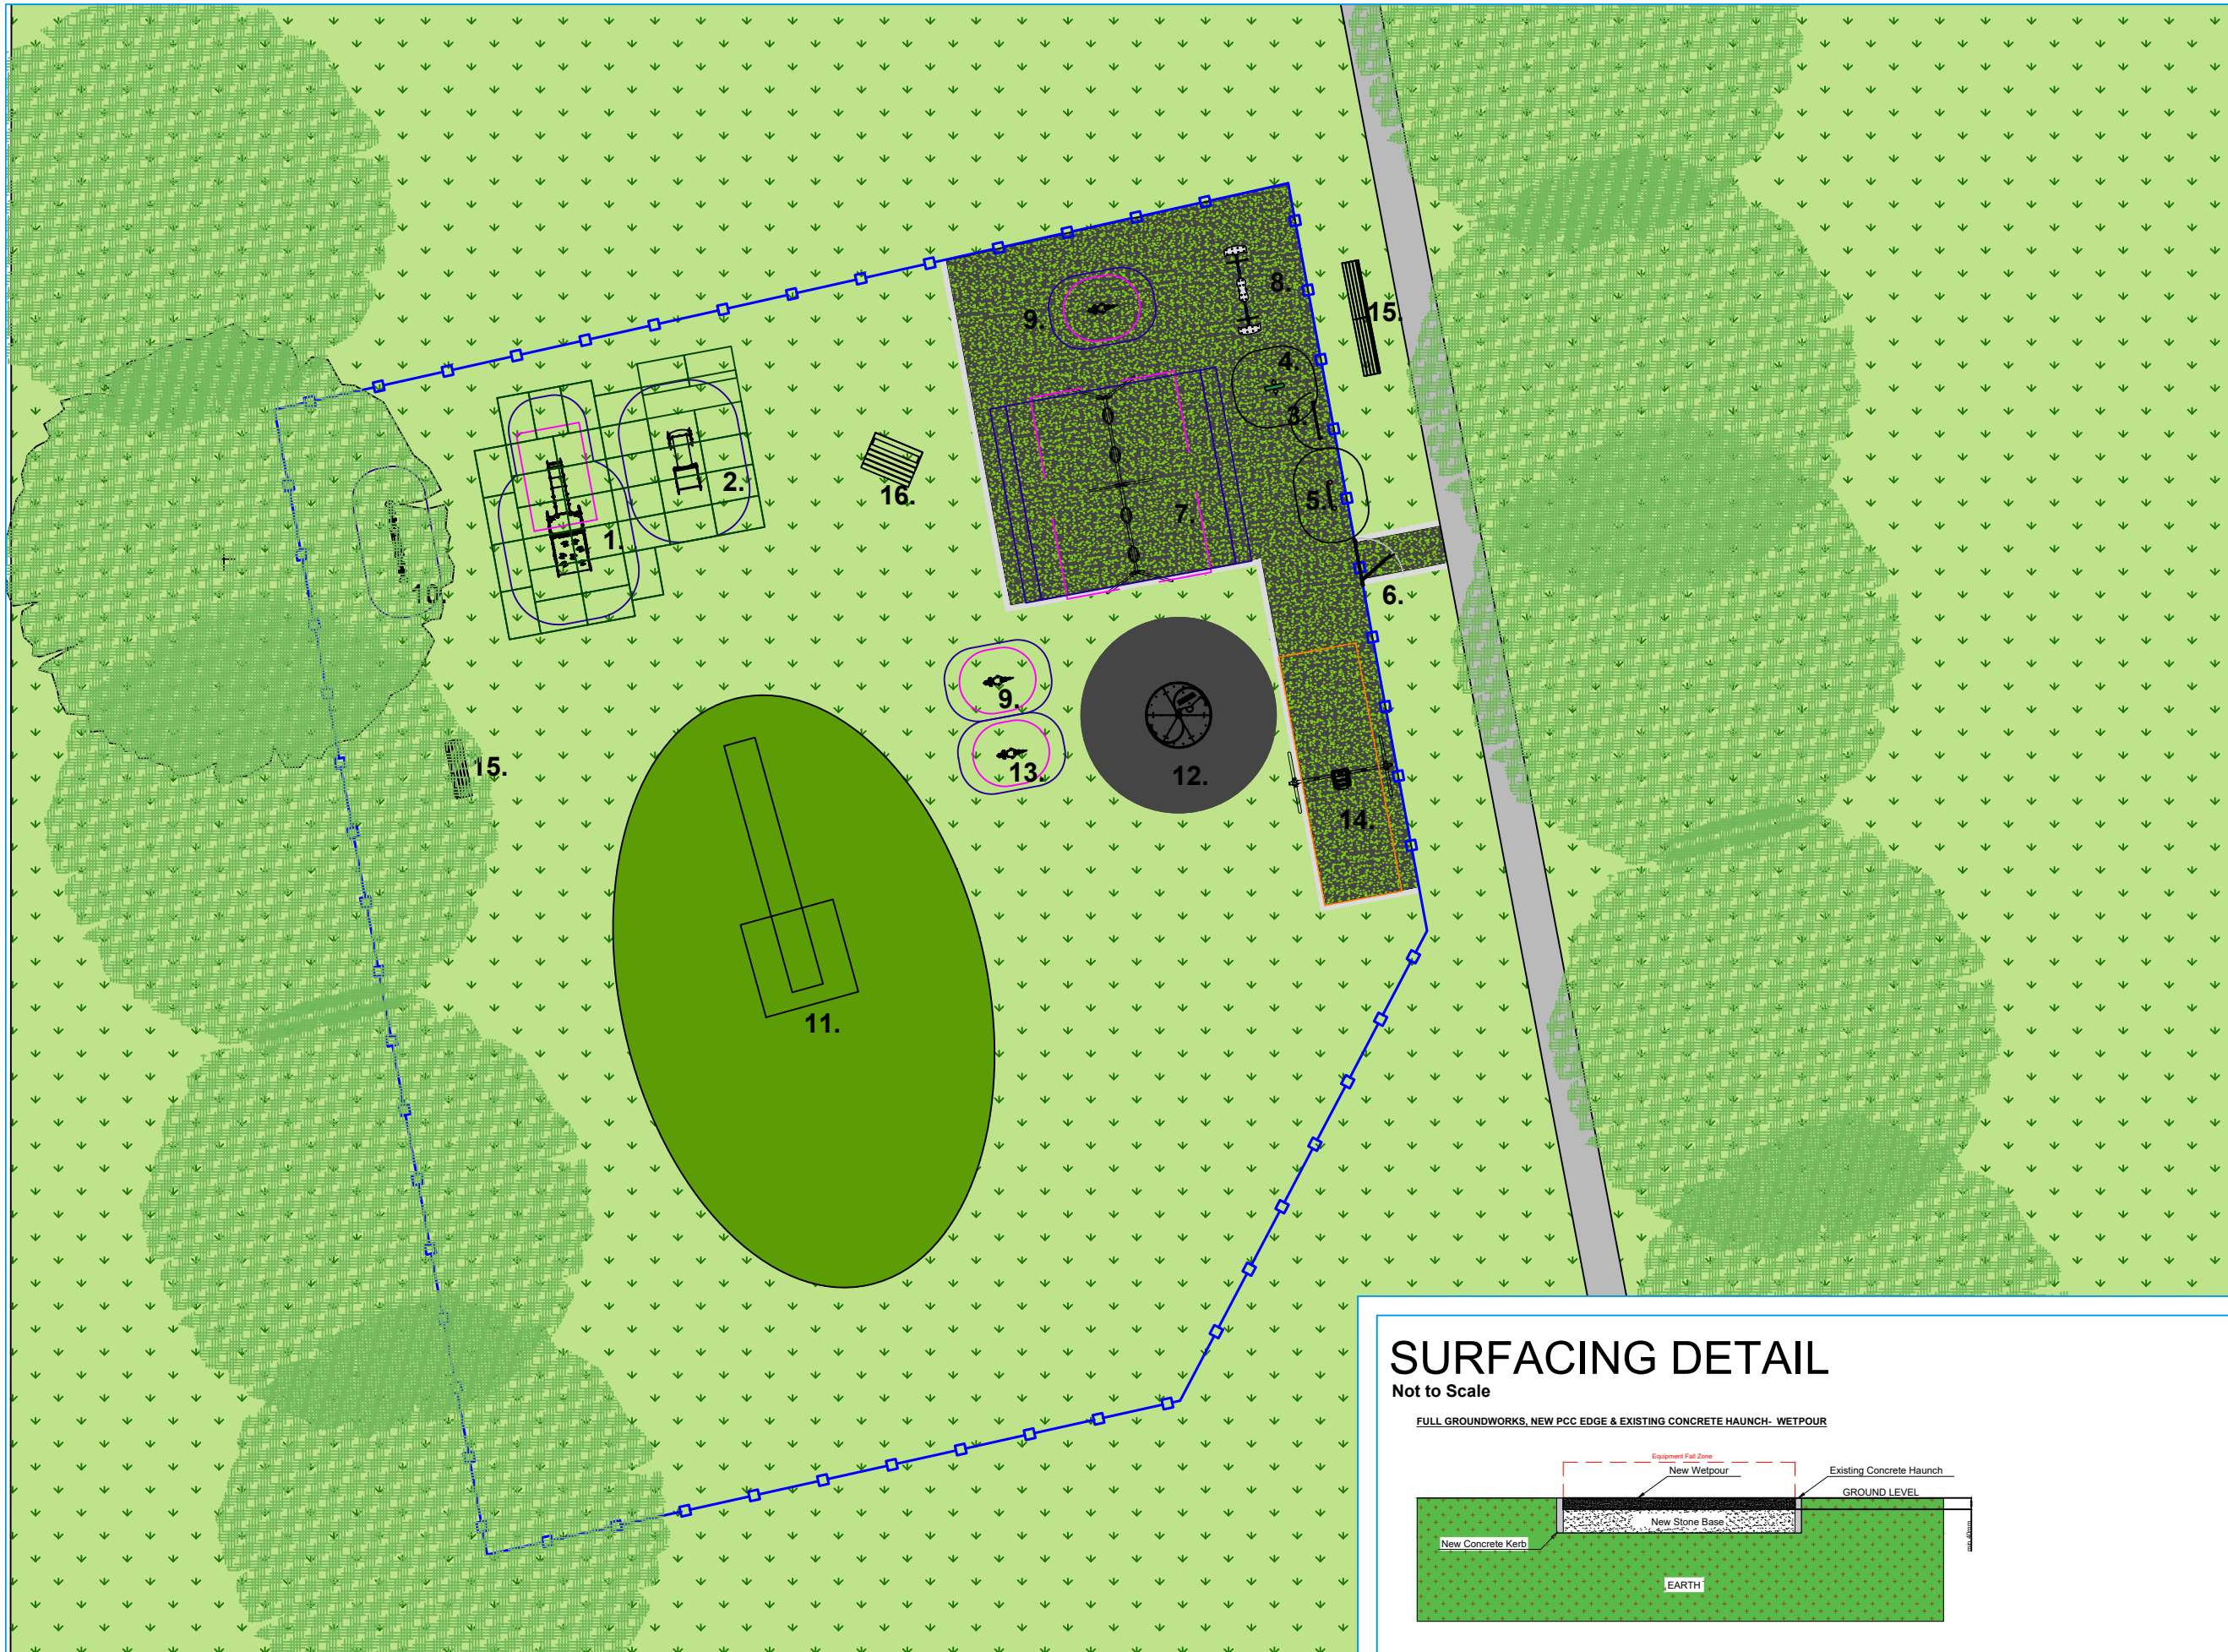 8.
15.
9.
4.
3.
2.
16.
5.
7.
1.
10.
6.
9.
15.
13.
12.
14.
11.
SURFACING DETAIL
Not to Scale
FULL GROUNDWORKS, NEW PCC EDGE & EXISTING CONCRETE HAUNCH- WETPOUR
Equipment Fall Zone
New Wetpour
Existing Concrete Haunch
GROUND LEVEL
New Stone Base
New Concrete Kerb
EARTH